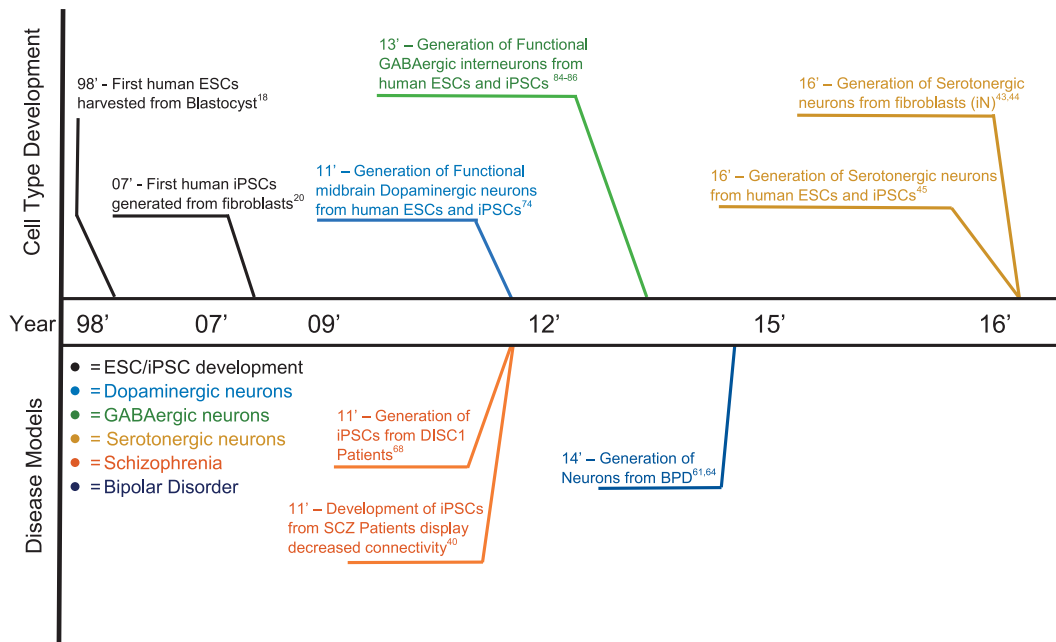 Cell Type Development
98’ - First human ESCs
harvested from Blastocyst18
07’ - First human iPSCs
generated from fibroblasts20
13’ – Generation of Functional
GABAergic interneurons from
human ESCs and iPSCs 84-86
11’ – Generation of Functional
midbrain Dopaminergic neurons
from human ESCs and iPSCs74
16’ – Generation of Serotonergic
neurons from fibroblasts (iN)43,44
16’ – Generation of Serotonergic neurons
from human ESCs and iPSCs45
Year 98’ 07’ 09’ 12’ 15’ 16’
Disease Models
• = ESC/iPSC development
• = Dopaminergic neurons
• = GABAergic neurons
• = Serotonergic neurons
• = Schizophrenia
• = Bipolar Disorder
11’ – Generation of
iPSCs from DISC1
Patients68
11’ – Development of iPSCs
from SCZ Patients display
decreased connectivity40
14’ – Generation of
Neurons from BPD61,64